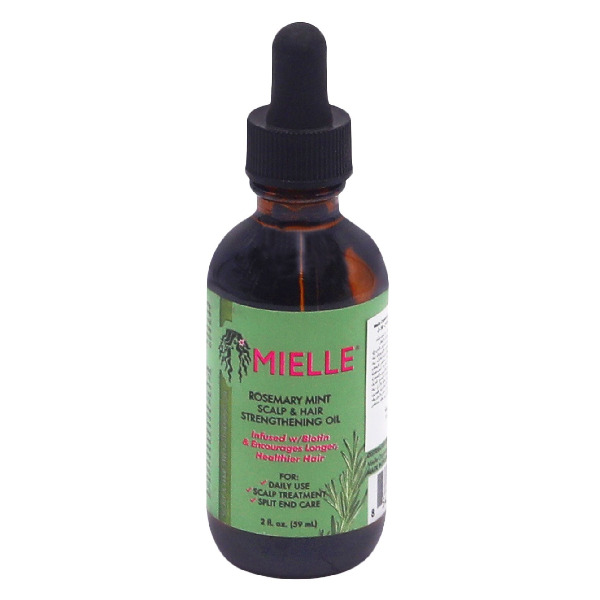 MIELLE®
ROSEMARY MINT
SCALP & HAIR
STRENGTHENING OIL
Infused w/Biotin
& Encourages Longer,
Healthier Hair
FOR:
✓ DAILY USE
✓ SCALP TREATMENT
✓ SPLIT END CARE
2 fl. oz. (59 mL)
8